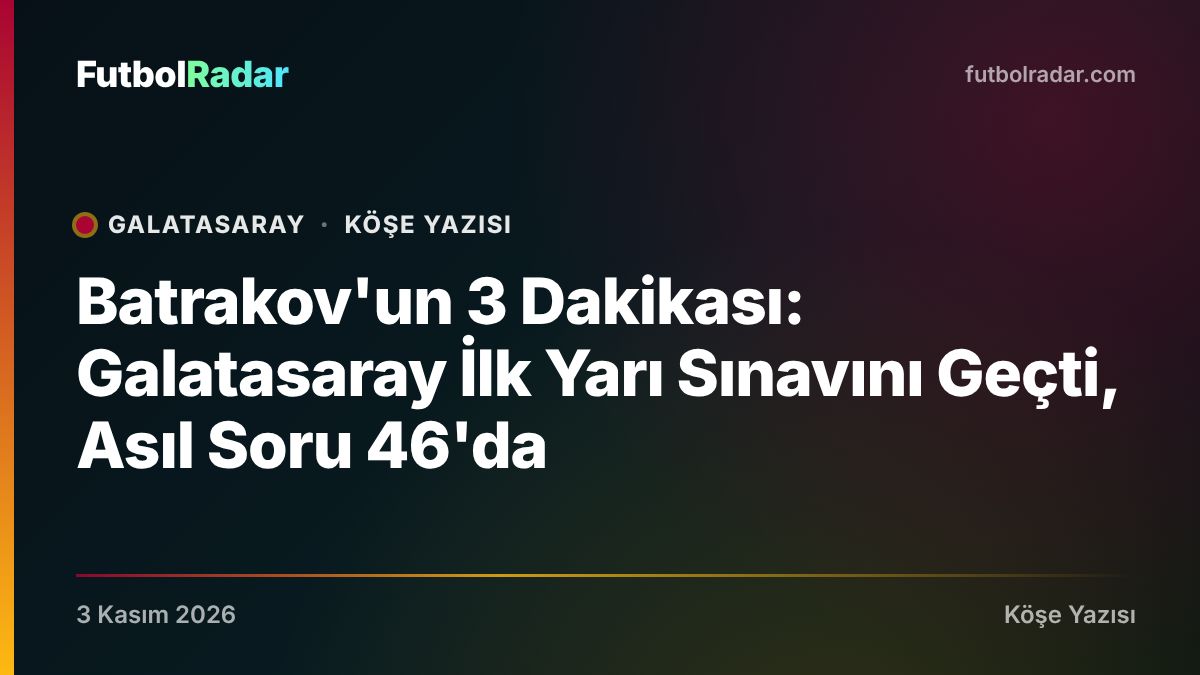 FutbolRadar
futbolradar.com
GALATASARAY · KÖŞE YAZISI
Batrakov'un 3 Dakikası:
Galatasaray İlk Yarı Sınavını Geçti,
Asıl Soru 46'da
3 Kasım 2026
Köşe Yazısı